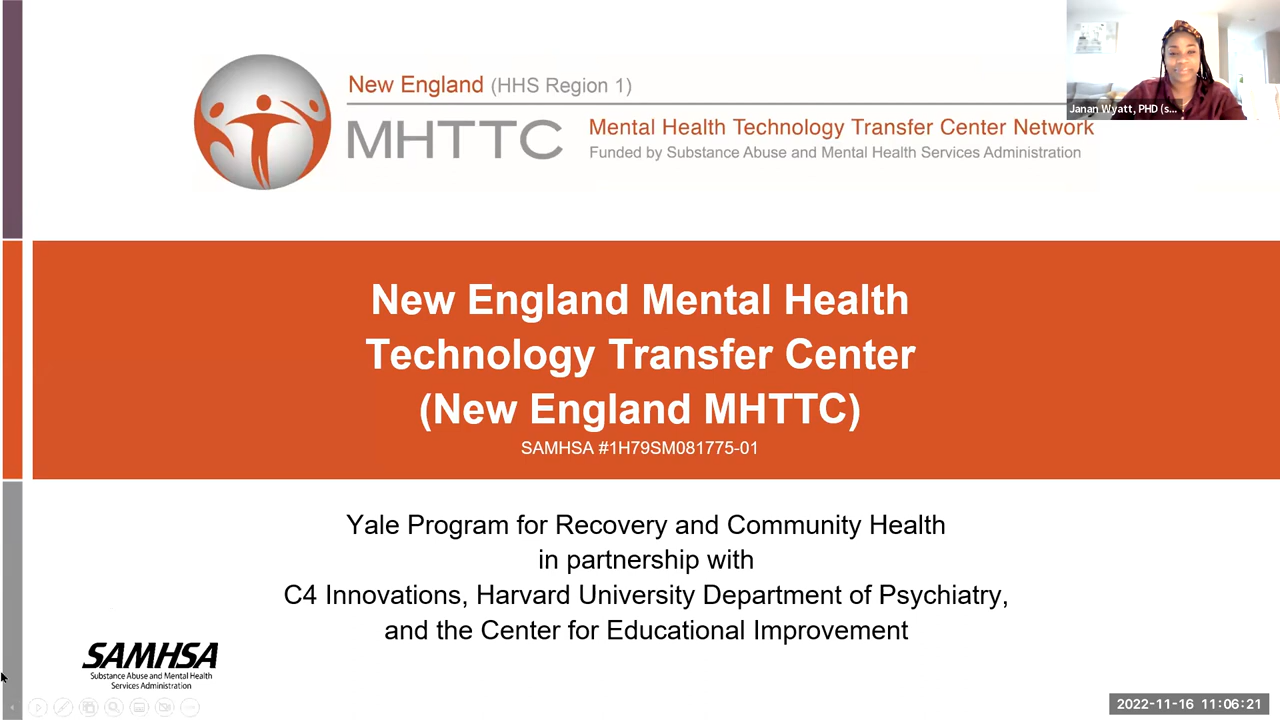 New England (HHS Region 1)
MHTTC
Mental Health Technology Transfer Center Network
Funded by Substance Abuse and Mental Health Services Administration
Janan Wyatt, PHD (s...
New England Mental Health
Technology Transfer Center
(New England MHTTC)
SAMHSA #1H79SM081775-01
Yale Program for Recovery and Community Health
in partnership with
C4 Innovations, Harvard University Department of Psychiatry,
and the Center for Educational Improvement
SAMHSA
Substance Abuse and Mental Health
Services Administration
2022-11-16 11:06:21